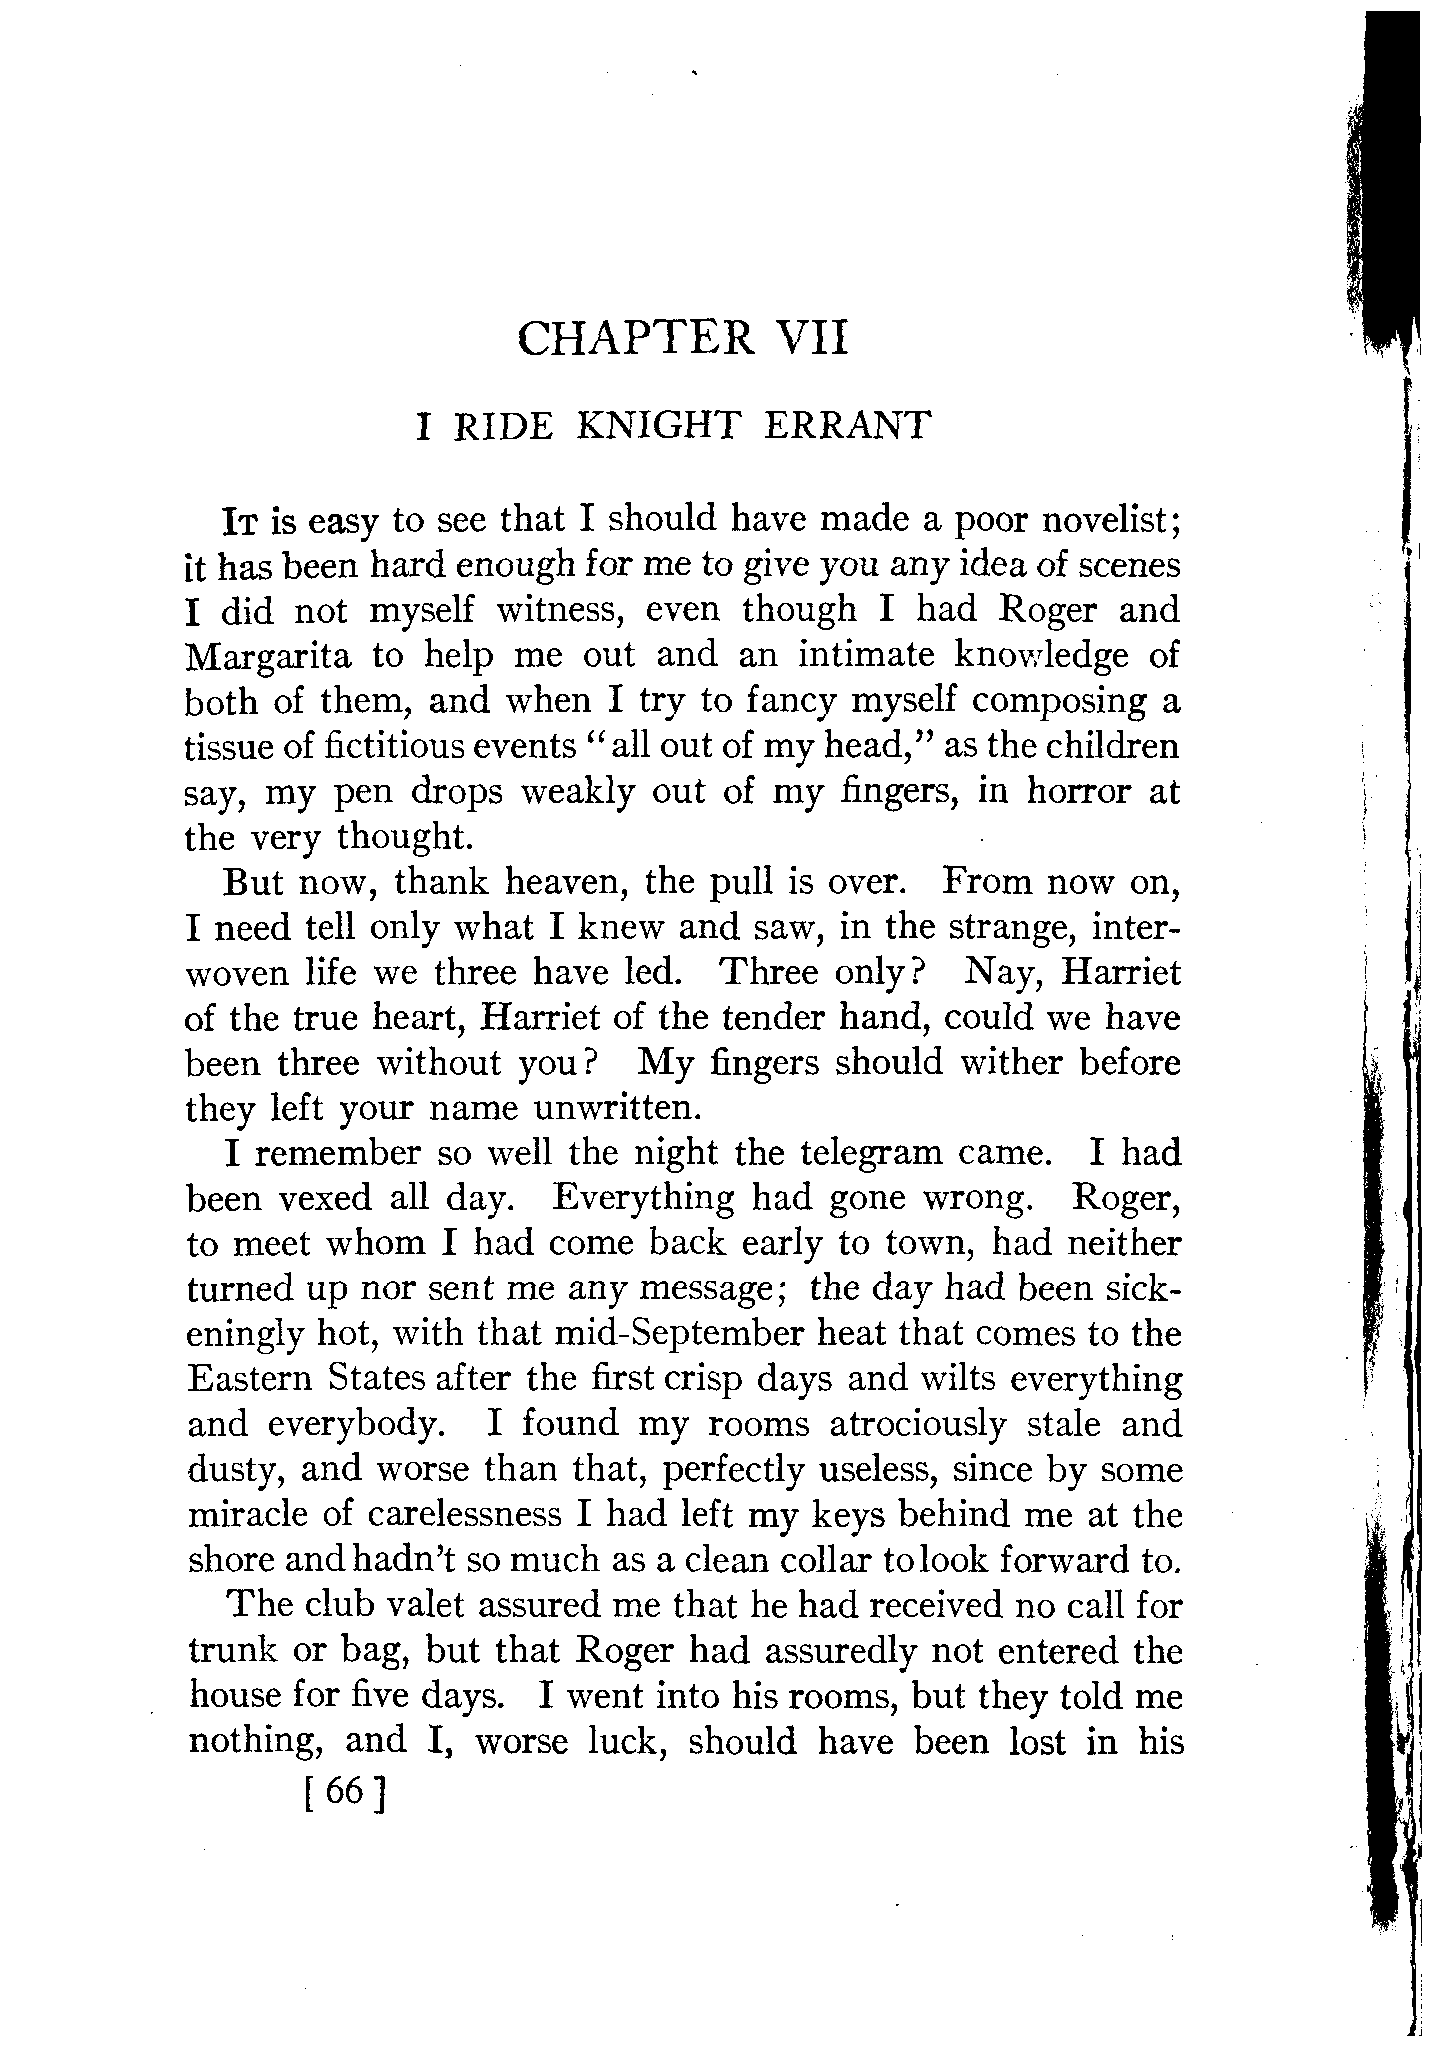 CHAPTER VII
I RIDE KNIGHT ERRANT
IT is easy to see that I should have made a poor novelist;
it has been hard enough for me to give you any idea of scenes
I did not myself witness, even though I had Roger and
Margarita to help me out and an intimate knowledge of
both of them, and when I try to fancy myself composing a
tissue of fictitious events "all out of my head," as the children
say, my pen drops weakly out of my fingers, in horror at
the very thought.
But now, thank heaven, the pull is over. From now on,
I need tell only what I knew and saw, in the strange, inter-
woven life we three have led. Three only? Nay, Harriet
of the true heart, Harriet of the tender hand, could we have
been three without you? My fingers should wither before
they left your name unwritten.
I remember so well the night the telegram came. I had
been vexed all day. Everything had gone wrong. Roger,
to meet whom I had come back early to town, had neither
turned up nor sent me any message; the day had been sick-
eningly hot, with that mid-September heat that comes to the
Eastern States after the first crisp days and wilts everything
and everybody. I found my rooms atrociously stale and
dusty, and worse than that, perfectly useless, since by some
miracle of carelessness I had left my keys behind me at the
shore and hadn't so much as a clean collar to look forward to.
The club valet assured me that he had received no call for
trunk or bag, but that Roger had assuredly not entered the
house for five days. I went into his rooms, but they told me
nothing, and I, worse luck, should have been lost in his
[ 66 ]